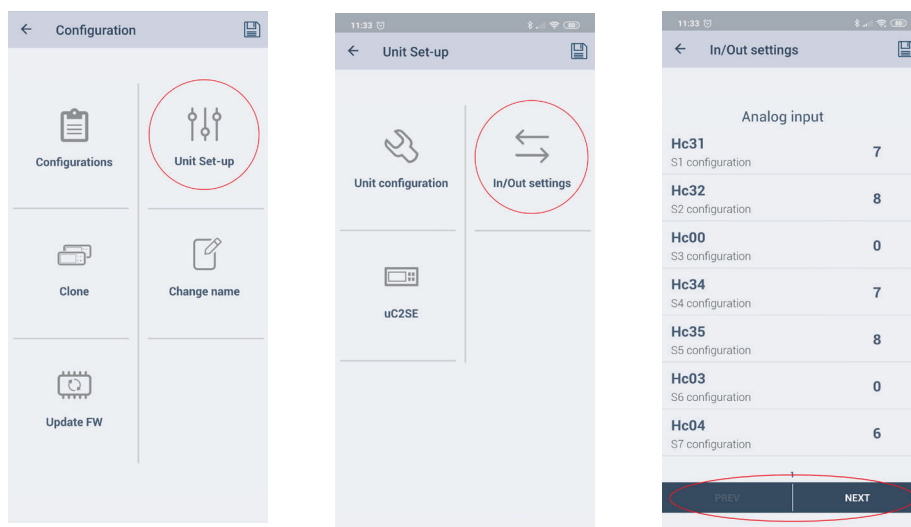 Configuration
Configurations
Unit Set-up
Clone
Change name
Update FW
11:33
Unit Set-up
Unit configuration
In/Out settings
uC2SE
11:33
In/Out settings
Analog input
Hc31
S1 configuration
7
Hc32
S2 configuration
8
Hc00
S3 configuration
0
Hc34
S4 configuration
7
Hc35
S5 configuration
8
Hc03
S6 configuration
0
Hc04
S7 configuration
6
1
PREV
NEXT